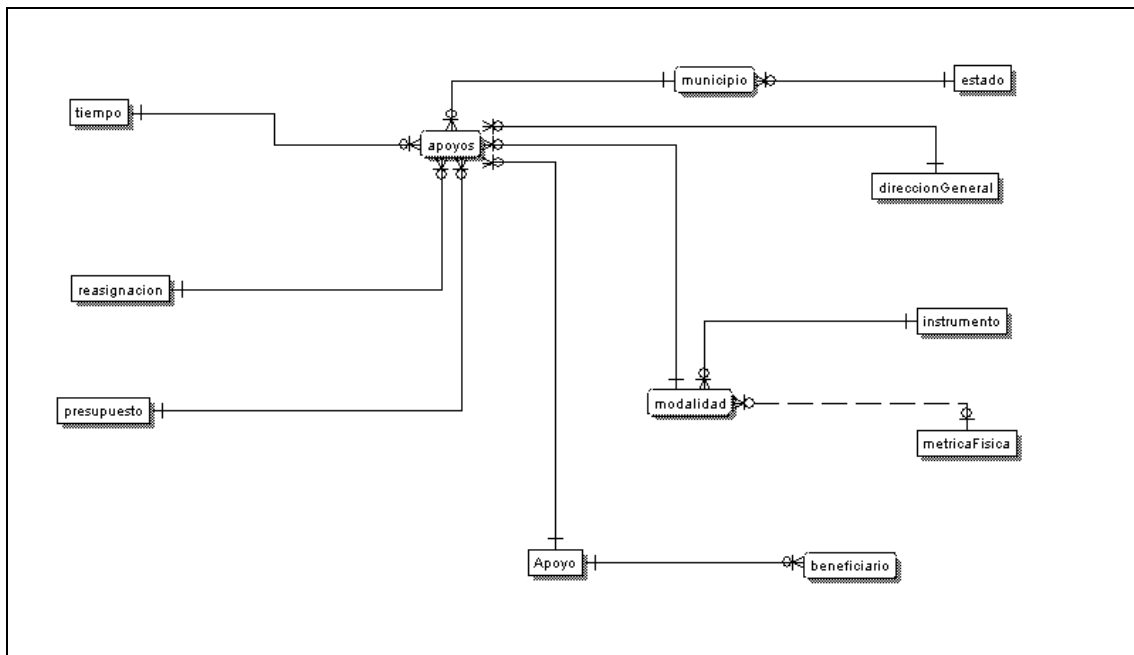 municipio
estado
tiempo
apoyos
direccionGeneral
reasignacion
instrumento
presupuesto
modalidad
metricaFisica
Apoyo
beneficiario